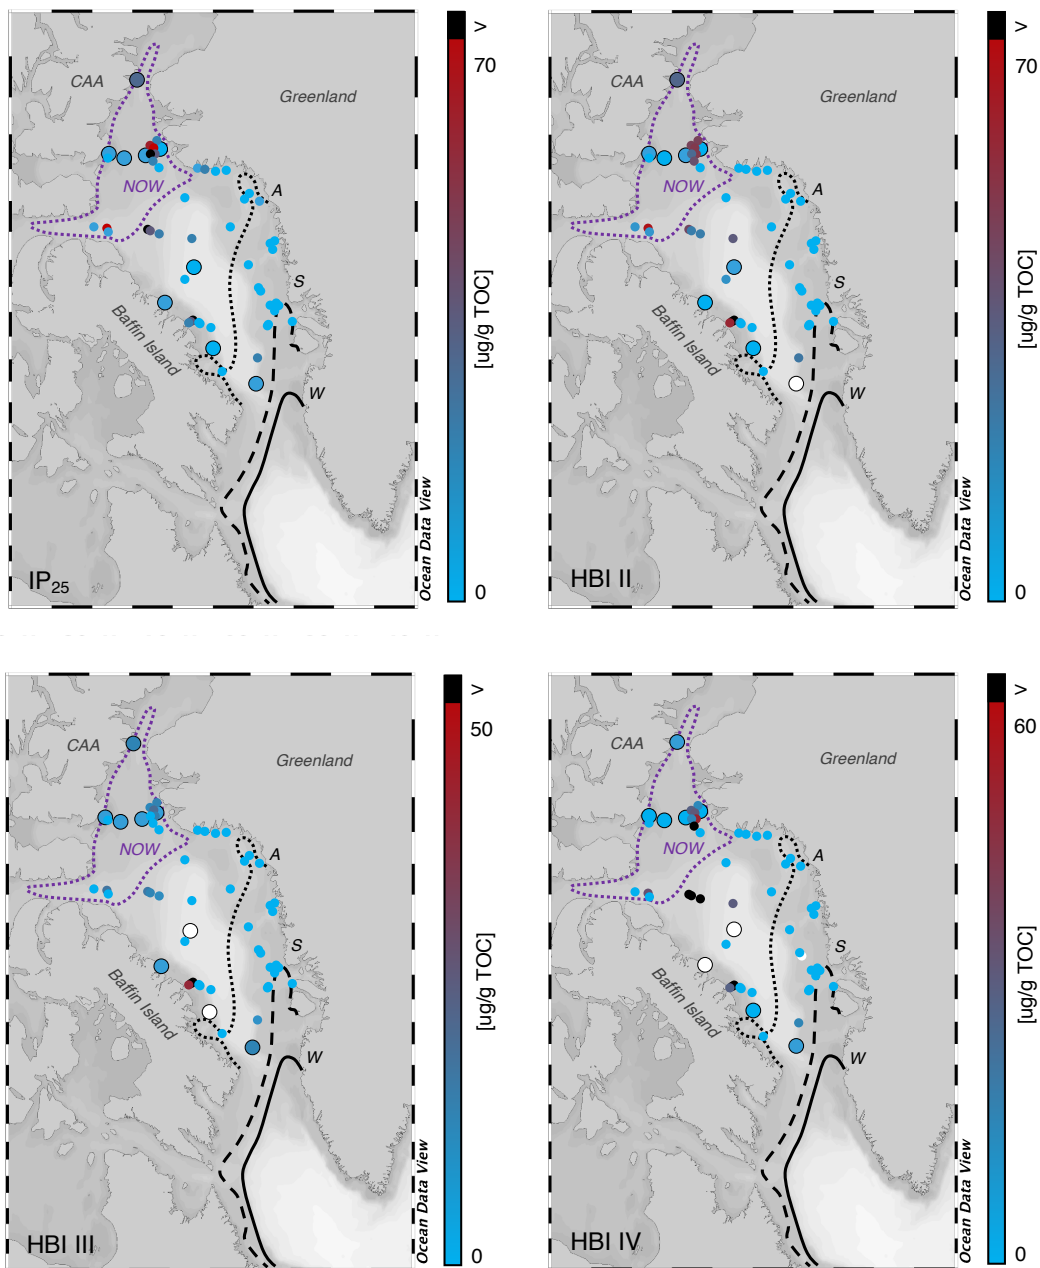 >
70
CAA
Greenland
NOW
A
S
Baffin Island
W
[ug/g TOC]
0
IP25
Ocean Data View
>
70
CAA
Greenland
NOW
A
S
Baffin Island
W
[ug/g TOC]
0
HBI II
Ocean Data View
>
50
CAA
Greenland
NOW
A
S
Baffin Island
W
[ug/g TOC]
0
HBI III
Ocean Data View
>
60
CAA
Greenland
NOW
A
S
Baffin Island
W
[ug/g TOC]
0
HBI IV
Ocean Data View